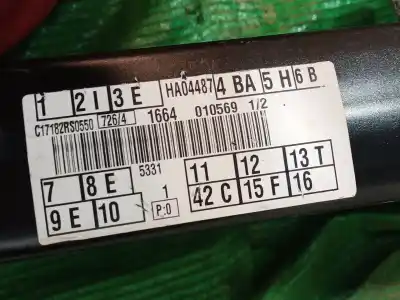 1 2 I 3 E HA04487 4 BA 5 H 6 B
C17182RS0550 726/4 1664 010569 1/2
5331
7 8 E 1 11 12 13 T
9 E 10 P:0 42 C 15 F 16